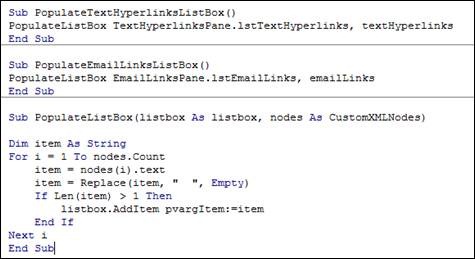 Sub PopulateTextHyperlinksListBox()
PopulateListBox TextHyperlinksPane.lstTextHyperlinks, textHyperlinks
End Sub
Sub PopulateEmailLinksListBox()
PopulateListBox EmailLinksPane.lstEmailLinks, emailLinks
End Sub
Sub PopulateListBox(listbox As listbox, nodes As CustomXMLNodes)
Dim item As String
For i = 1 To nodes.Count
    item = nodes(i).text
    item = Replace(item, "  ", Empty)
    If Len(item) > 1 Then
        listbox.AddItem pvargItem:=item
    End If
Next i
End Sub